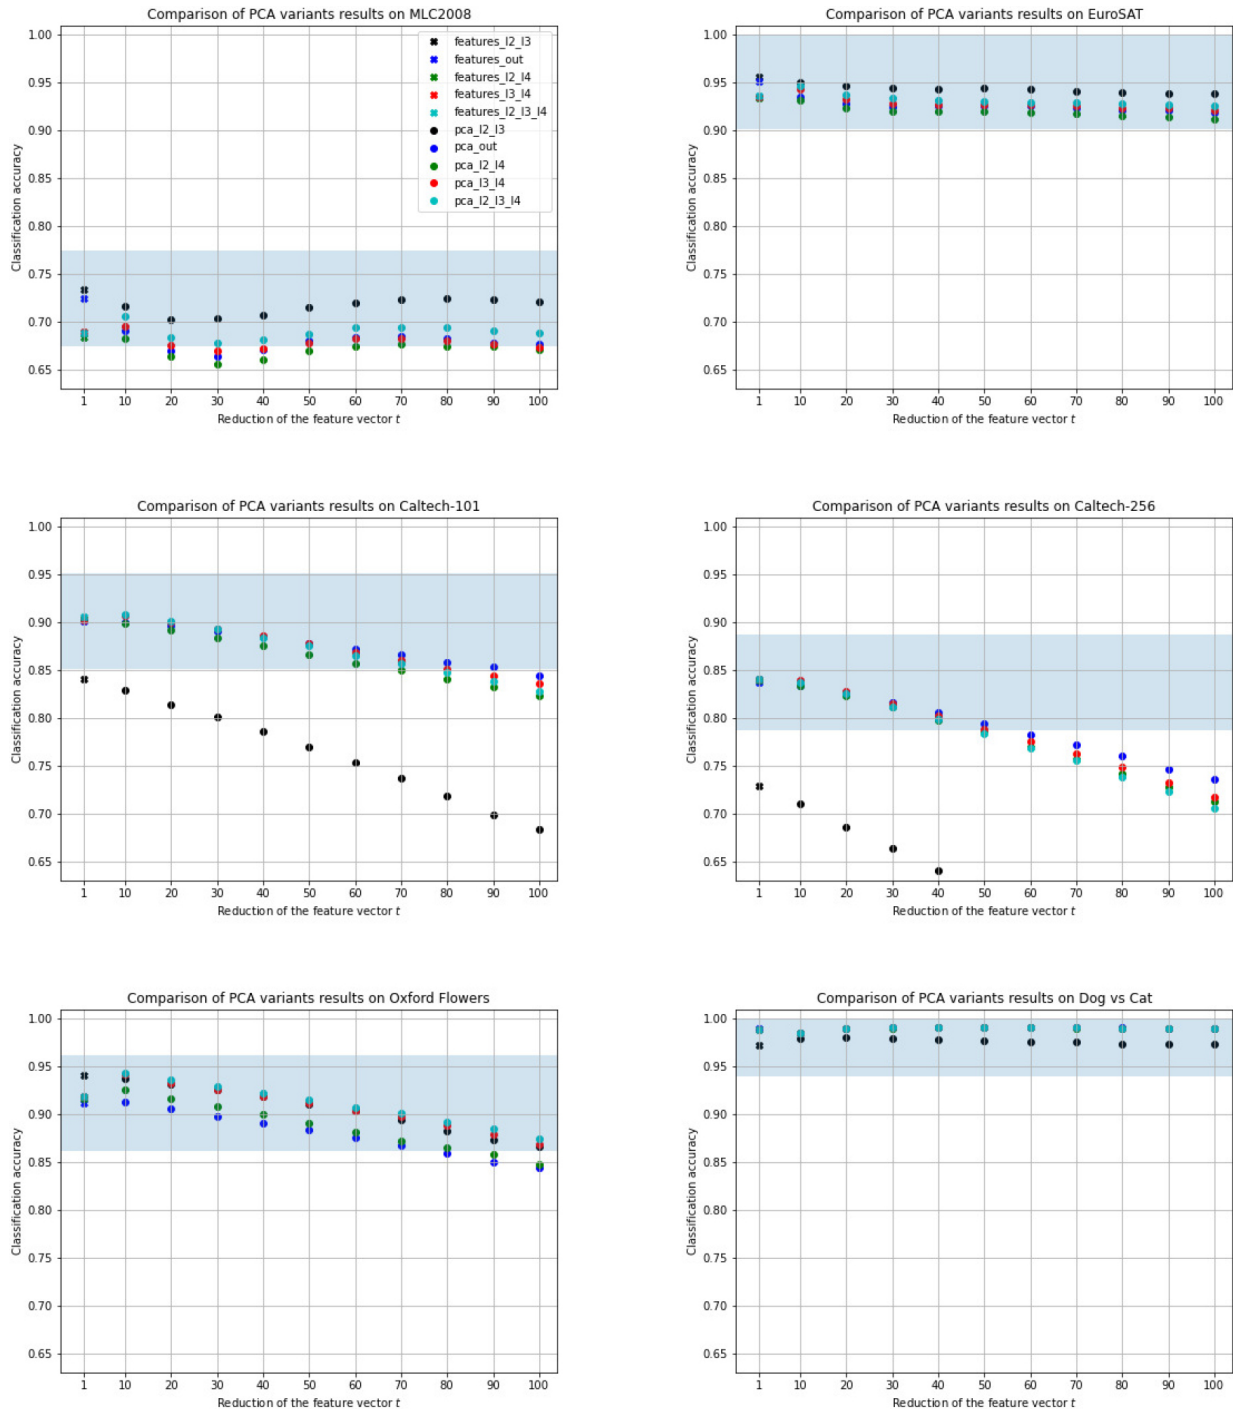 Comparison of PCA variants results on MLC2008
1.00
0.95
0.90
0.85
0.80
0.75
0.70
0.65
Classification accuracy
features_l2_l3
features_out
features_l2_l4
features_l3_l4
features_l2_l3_l4
pca_l2_l3
pca_out
pca_l2_l4
pca_l3_l4
pca_l2_l3_l4
1 10 20 30 40 50 60 70 80 90 100
Reduction of the feature vector t
Comparison of PCA variants results on EuroSAT
1.00
0.95
0.90
0.85
0.80
0.75
0.70
0.65
Classification accuracy
1 10 20 30 40 50 60 70 80 90 100
Reduction of the feature vector t
Comparison of PCA variants results on Caltech-101
1.00
0.95
0.90
0.85
0.80
0.75
0.70
0.65
Classification accuracy
1 10 20 30 40 50 60 70 80 90 100
Reduction of the feature vector t
Comparison of PCA variants results on Caltech-256
1.00
0.95
0.90
0.85
0.80
0.75
0.70
0.65
Classification accuracy
1 10 20 30 40 50 60 70 80 90 100
Reduction of the feature vector t
Comparison of PCA variants results on Oxford Flowers
1.00
0.95
0.90
0.85
0.80
0.75
0.70
0.65
Classification accuracy
1 10 20 30 40 50 60 70 80 90 100
Reduction of the feature vector t
Comparison of PCA variants results on Dog vs Cat
1.00
0.95
0.90
0.85
0.80
0.75
0.70
0.65
Classification accuracy
1 10 20 30 40 50 60 70 80 90 100
Reduction of the feature vector t